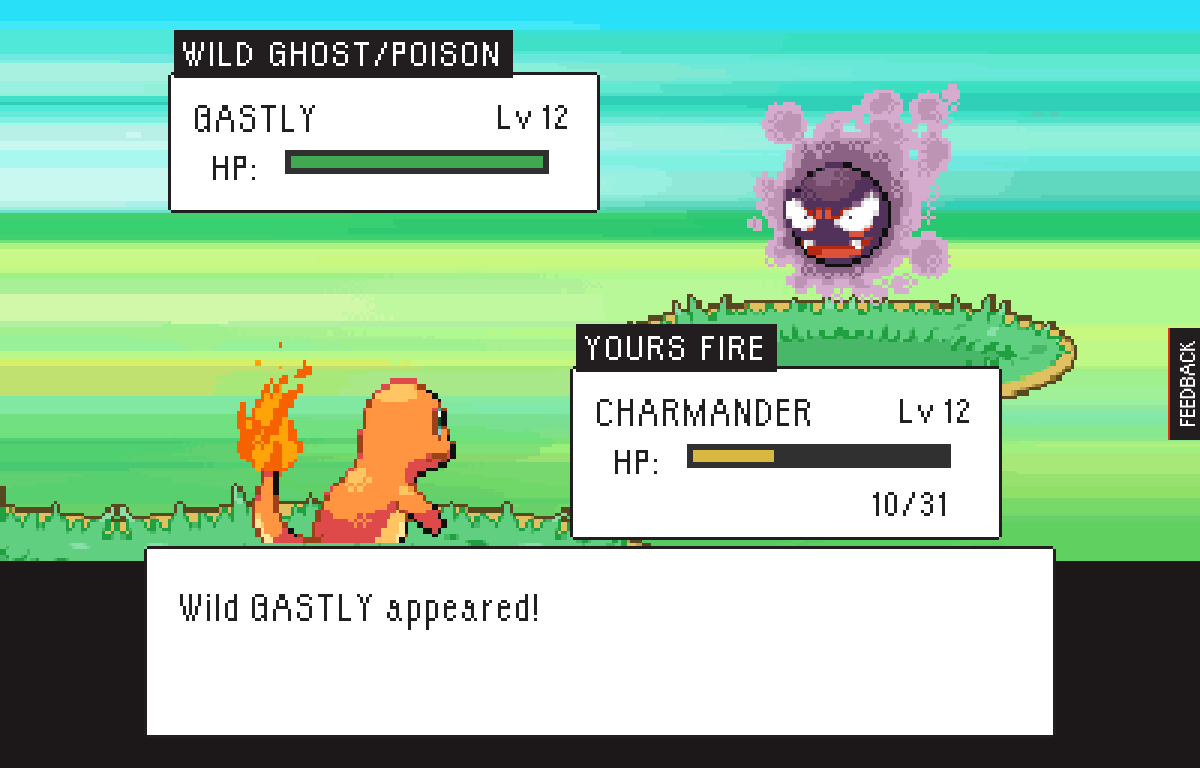 WILD GHOST/POISON
GASTLY Lv 12
HP:
YOURS FIRE
CHARMANDER Lv 12
HP:
10/31
FEEDBACK
Wild GASTLY appeared!